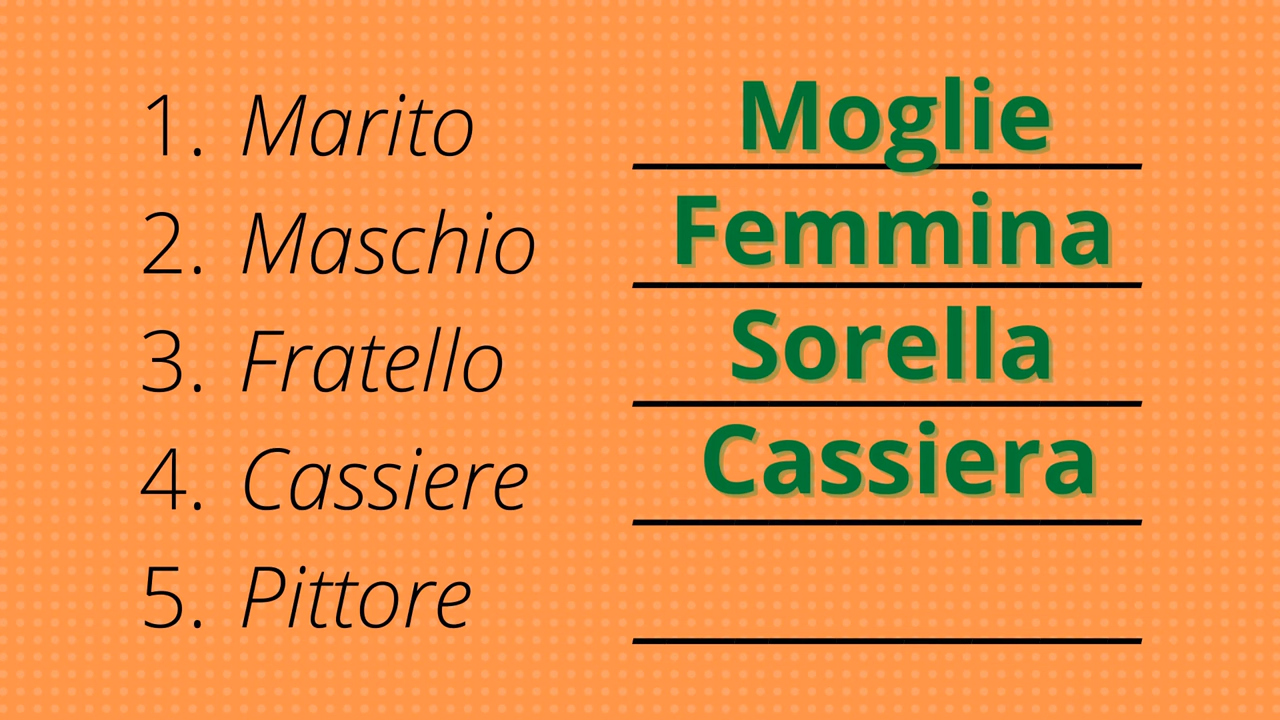 1. Marito Moglie
2. Maschio Femmina
3. Fratello Sorella
4. Cassiere Cassiera
5. Pittore